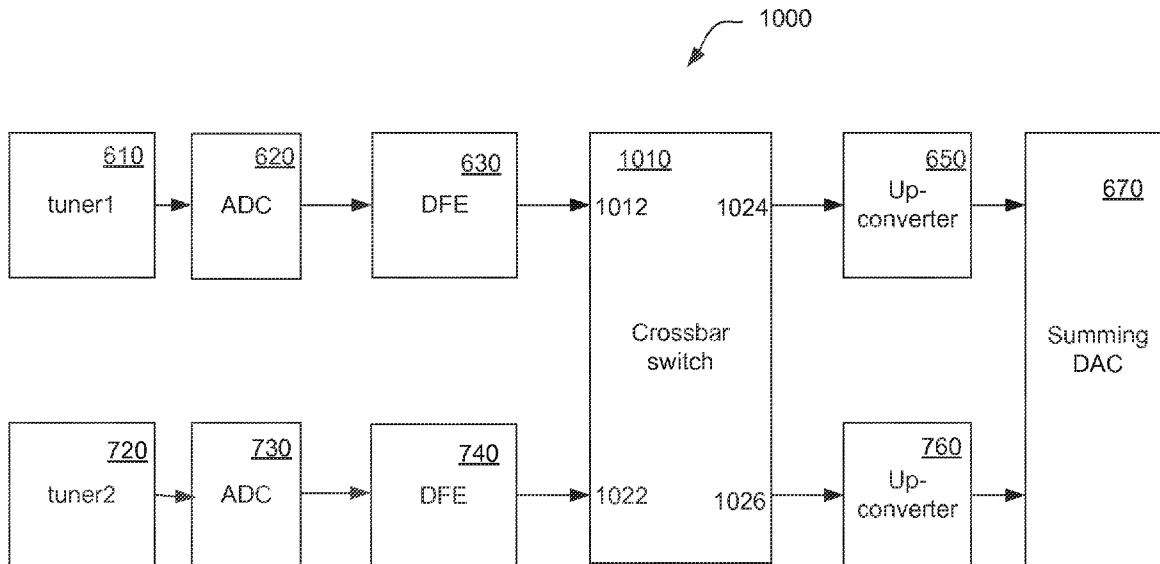 1000
610
tuner1
620
ADC
630
DFE
1010
1012
1024
Crossbar
switch
1022
1026
650
Up-
converter
670
Summing
DAC
720
tuner2
730
ADC
740
DFE
760
Up-
converter